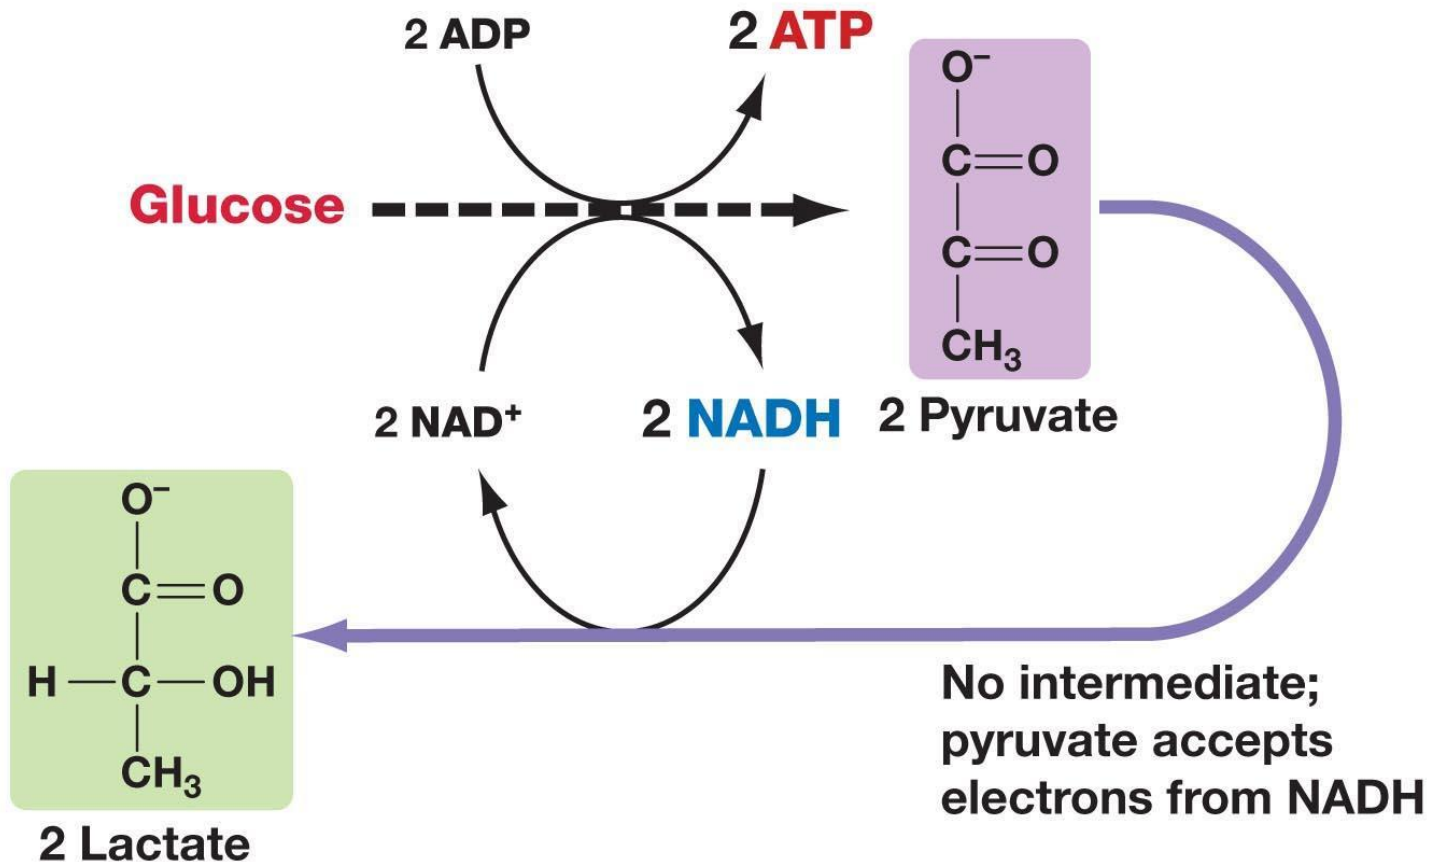 2 ADP
2 ATP
Glucose
O⁻
C=O
C=O
CH₃
2 NAD⁺
2 NADH
2 Pyruvate
O⁻
C=O
H—C—OH
CH₃
2 Lactate
No intermediate;
pyruvate accepts
electrons from NADH